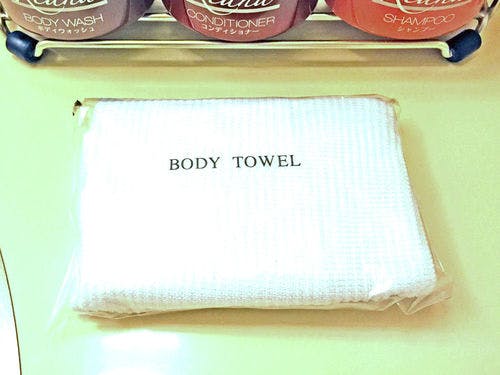 BODY WASH
ボディウォッシュ
CONDITIONER
コンディショナー
SHAMPOO
シャンプー
BODY TOWEL